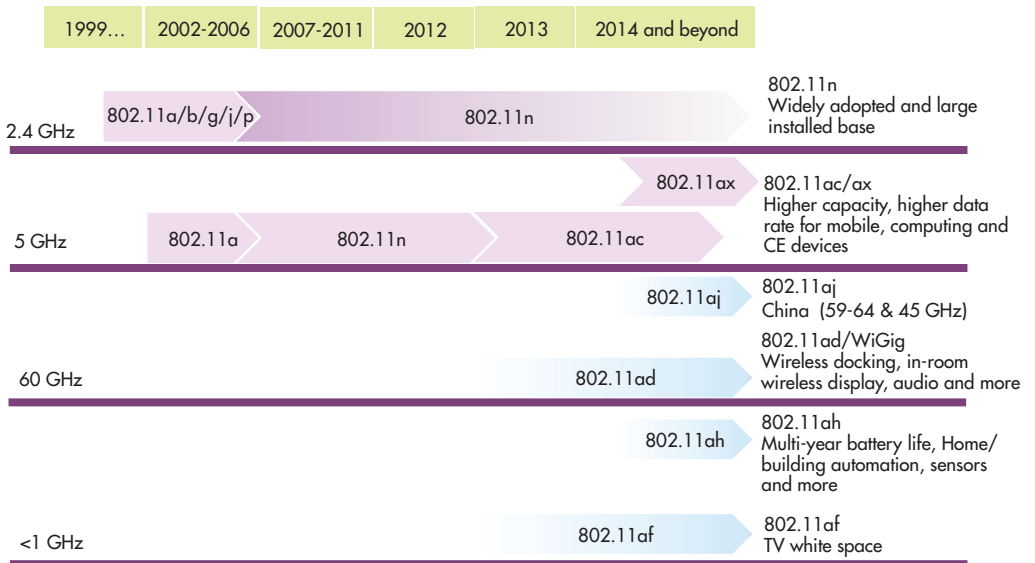 1999... 2002-2006 2007-2011 2012 2013 2014 and beyond
2.4 GHz
802.11a/b/g/j/p
802.11n
802.11n
Widely adopted and large
installed base
5 GHz
802.11ax
802.11a
802.11n
802.11ac
802.11ac/ax
Higher capacity, higher data
rate for mobile, computing and
CE devices
60 GHz
802.11aj
802.11aj
China (59-64 & 45 GHz)
802.11ad
802.11ad/WiGig
Wireless docking, in-room
wireless display, audio and more
<1 GHz
802.11ah
802.11ah
Multi-year battery life, Home/
building automation, sensors
and more
802.11af
802.11af
TV white space